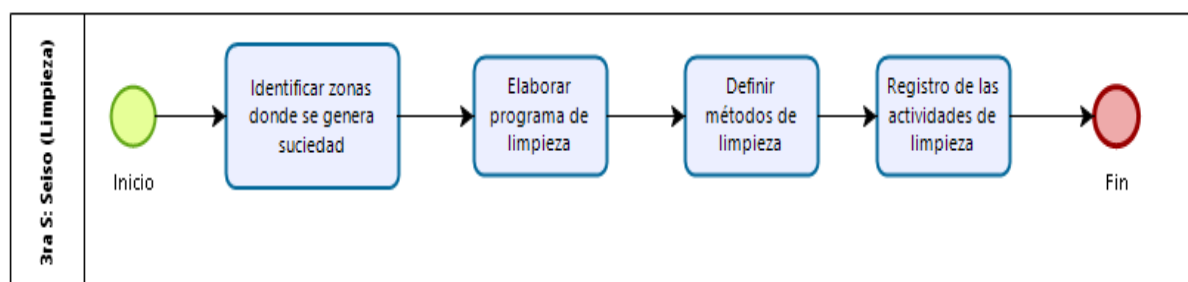 3ra S: Seiso (Limpieza)
Inicio
Identificar zonas
donde se genera
suciedad
Elaborar
programa de
limpieza
Definir
métodos de
limpieza
Registro de las
actividades de
limpieza
Fin